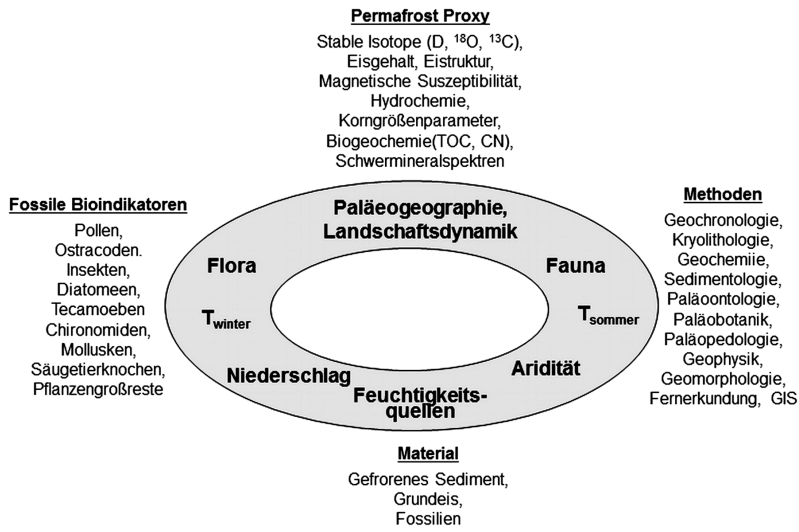 Permafrost Proxy
Stable Isotope (D, ¹⁸O, ¹³C),
Eisgehalt, Eistruktur,
Magnetische Suszeptibilität,
Hydrochemie,
Korngrößenparameter,
Biogeochemie(TOC, CN),
Schwermineralspektren
Fossile Bioindikatoren
Pollen,
Ostracoden.
Insekten,
Diatomeen,
Tecamoeben
Chironomiden,
Mollusken,
Säugetierknochen,
Pflanzengroßreste
Paläeogeographie,
Landschaftsdynamik
Flora
Fauna
Twinter
Tsommer
Niederschlag
Aridität
Feuchtigkeits-
quellen
Methoden
Geochronologie,
Kryolithologie,
Geochemiie,
Sedimentologie,
Paläoontologie,
Paläobotanik,
Paläopedologie,
Geophysik,
Geomorphologie,
Fernerkundung, GIS
Material
Gefrorenes Sediment,
Grundeis,
Fossilien